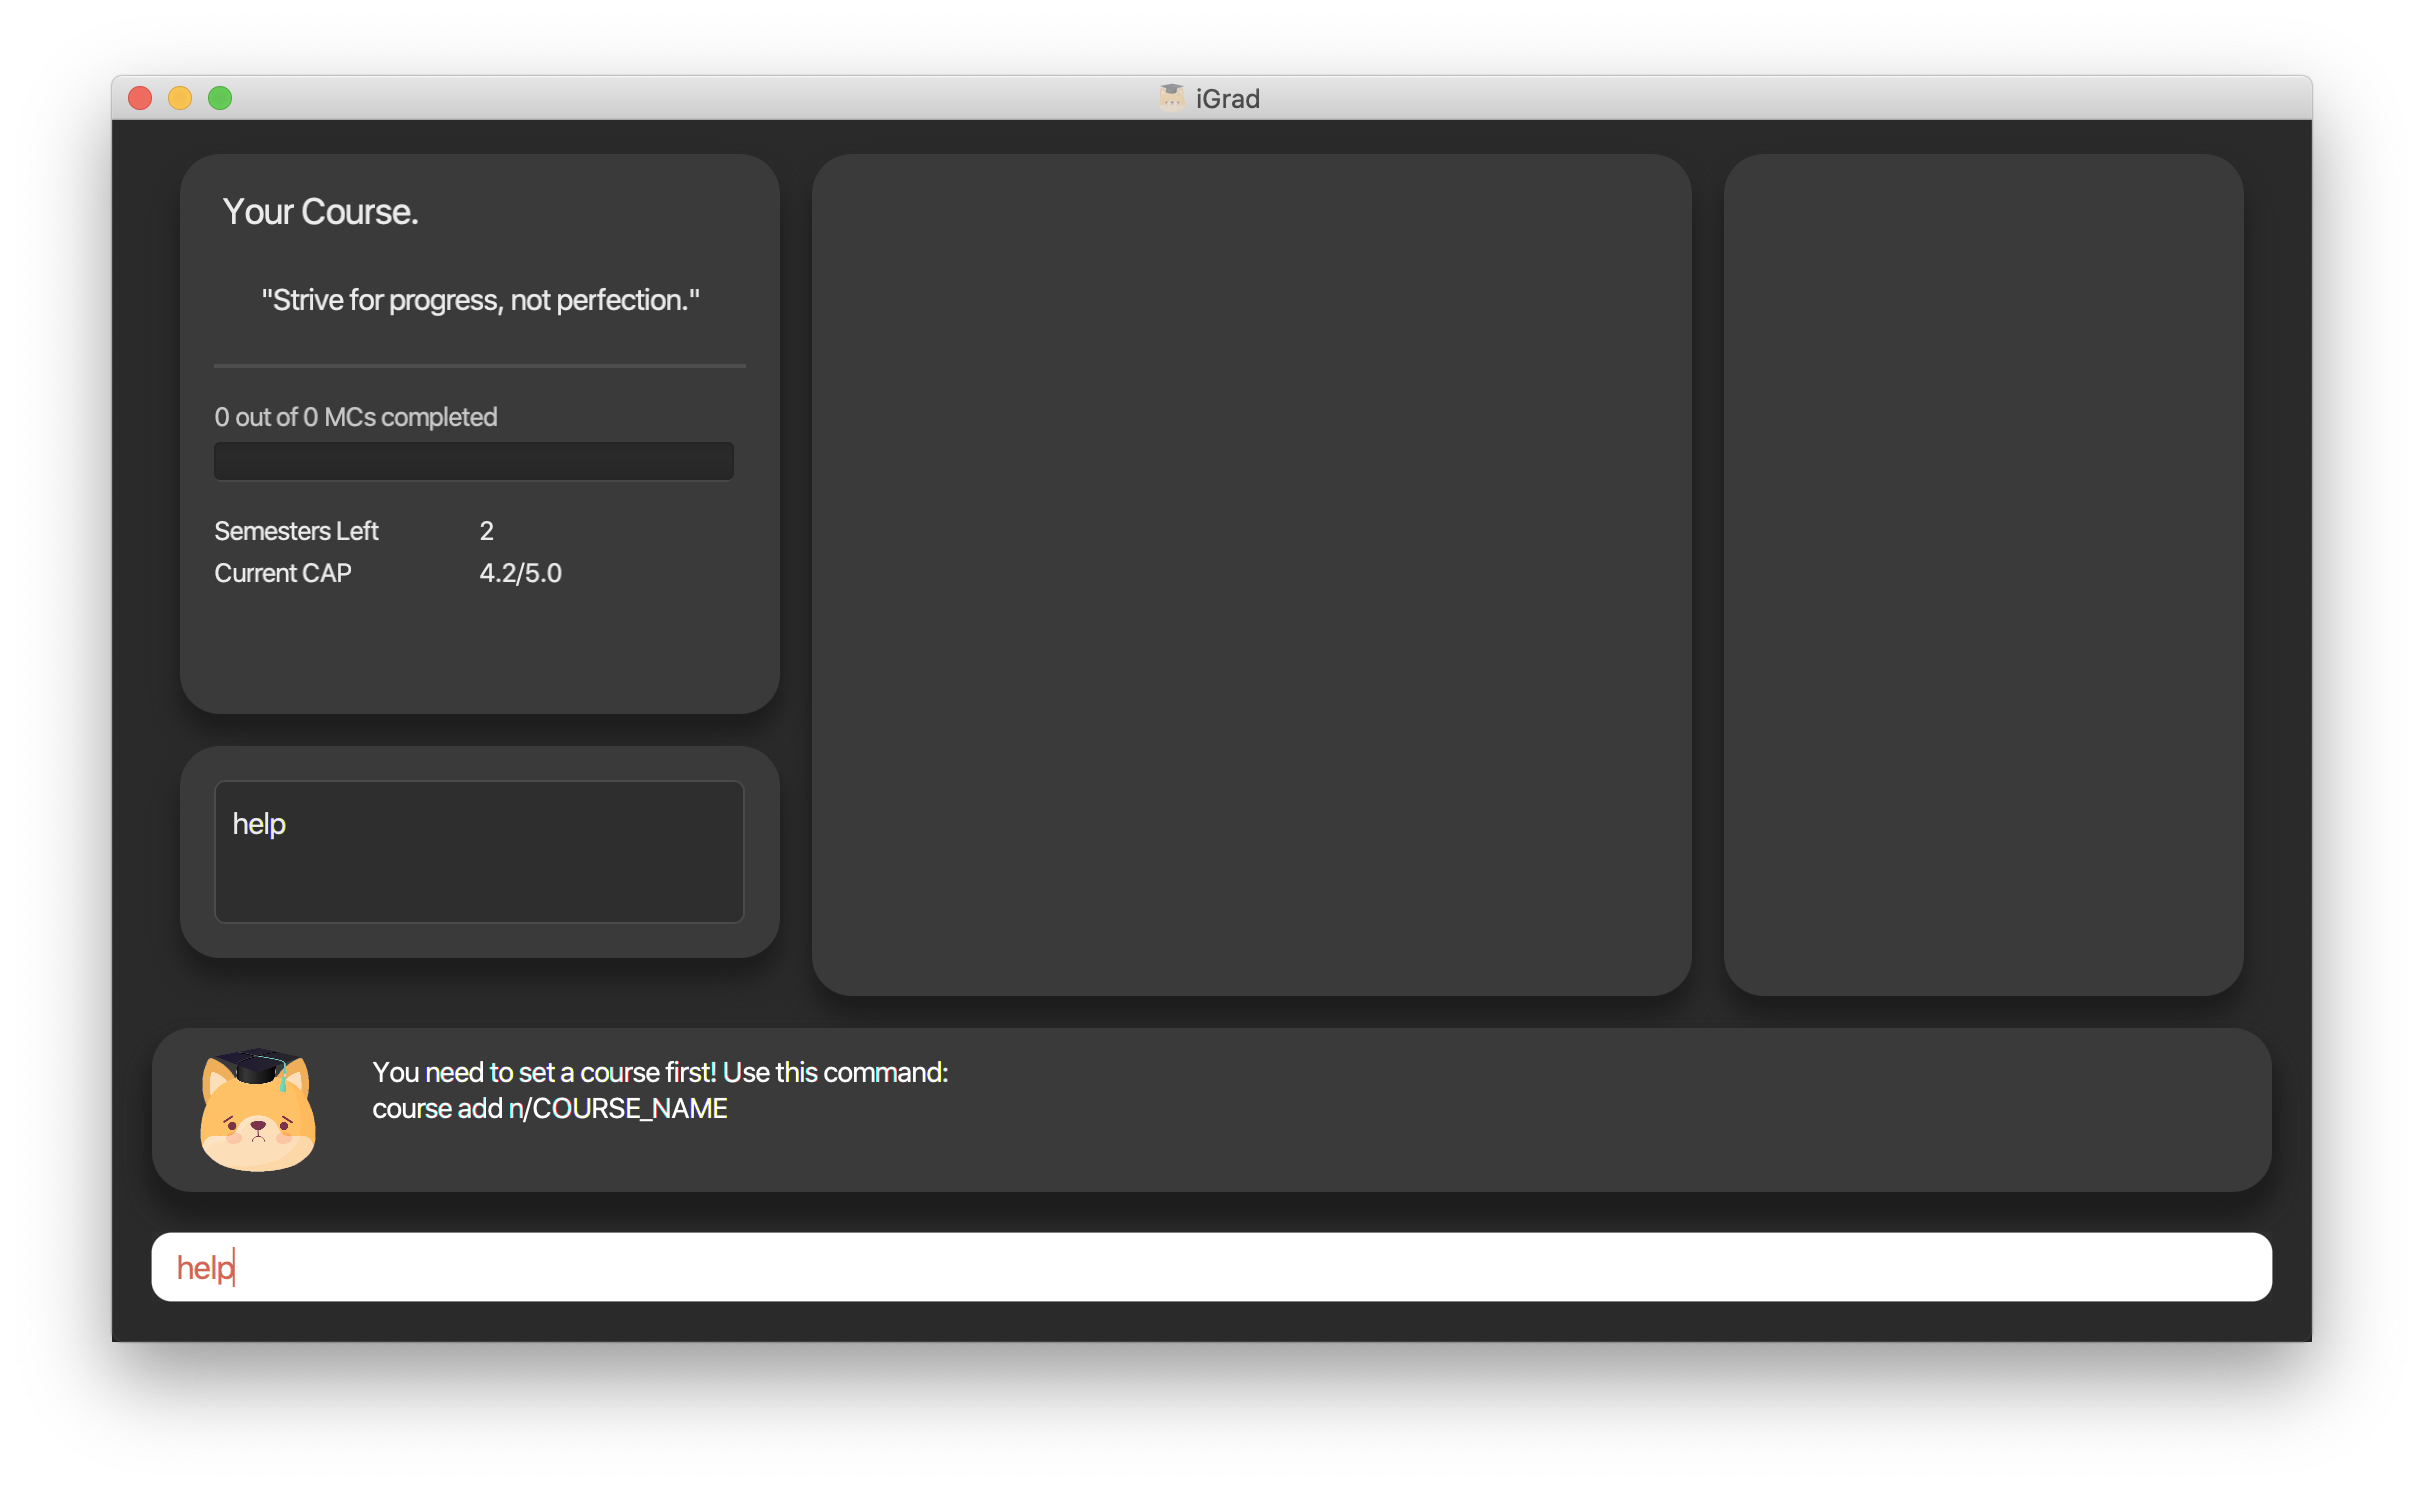 iGrad
Your Course.
"Strive for progress, not perfection."
0 out of 0 MCs completed
Semesters Left 2
Current CAP 4.2/5.0
help
You need to set a course first! Use this command:
course add n/COURSE_NAME
help